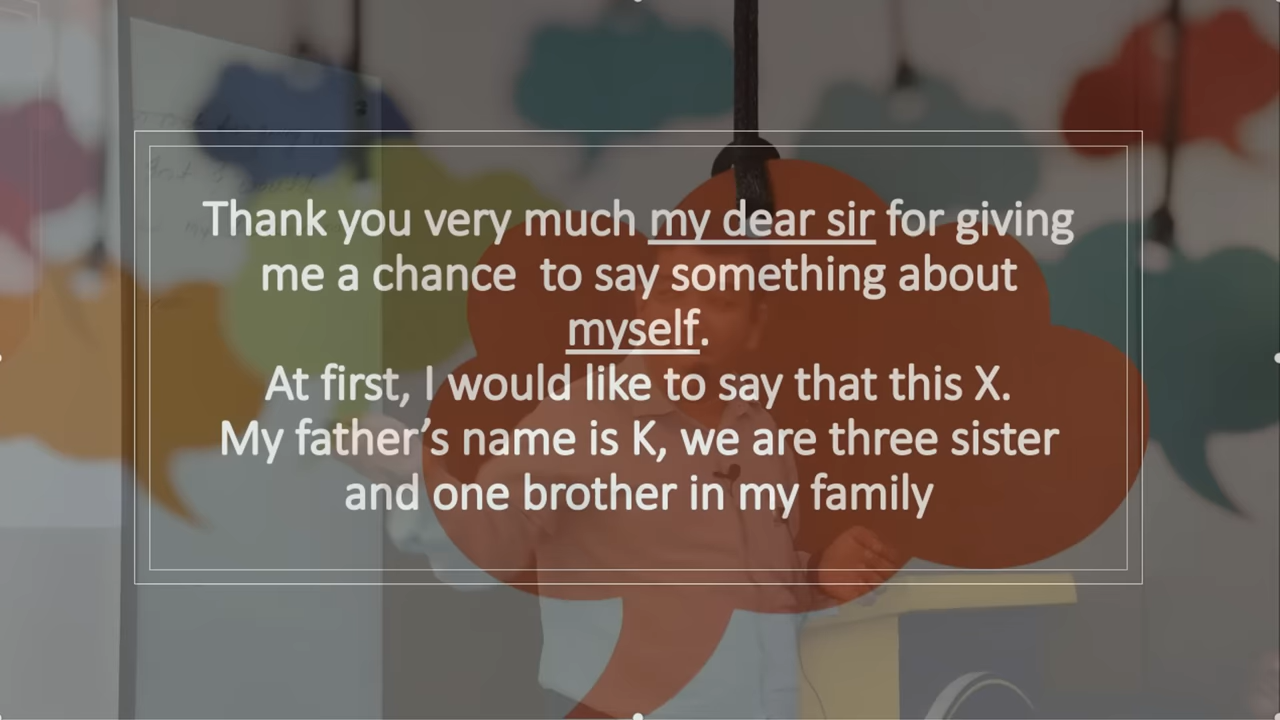 Thank you very much my dear sir for giving
me a chance  to say something about
myself.
At first, I would like to say that this X.
My father’s name is K, we are three sister
and one brother in my family